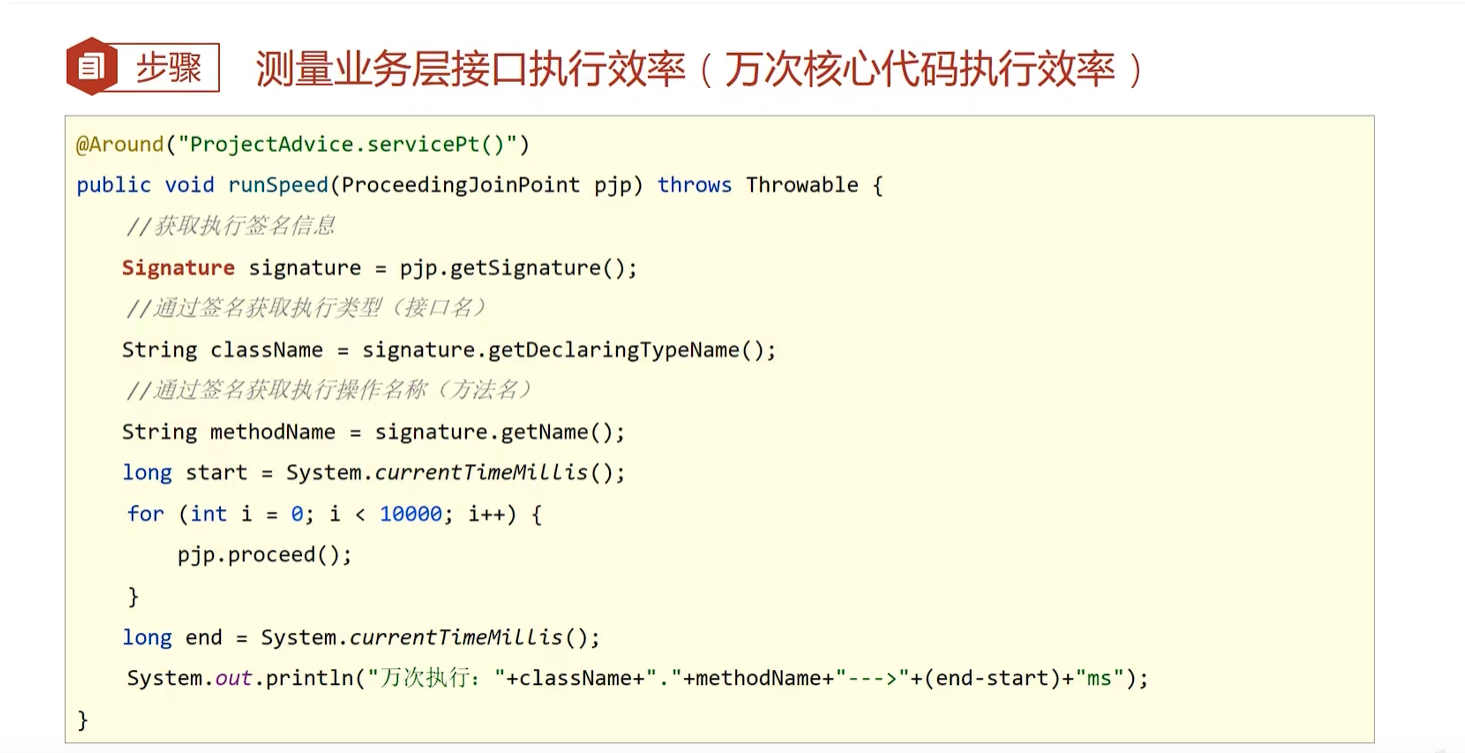 步骤
测量业务层接口执行效率（万次核心代码执行效率）
@Around("ProjectAdvice.servicePt()")
public void runSpeed(ProceedingJoinPoint pjp) throws Throwable {
//获取执行签名信息
Signature signature = pjp.getSignature();
//通过签名获取执行类型（接口名）
String className = signature.getDeclaringTypeName();
//通过签名获取执行操作名称（方法名）
String methodName = signature.getName();
long start = System.currentTimeMillis();
for (int i = 0; i < 10000; i++) {
pjp.proceed();
}
long end = System.currentTimeMillis();
System.out.println("万次执行："+className+"."+methodName+"--->"+(end-start)+"ms");
}